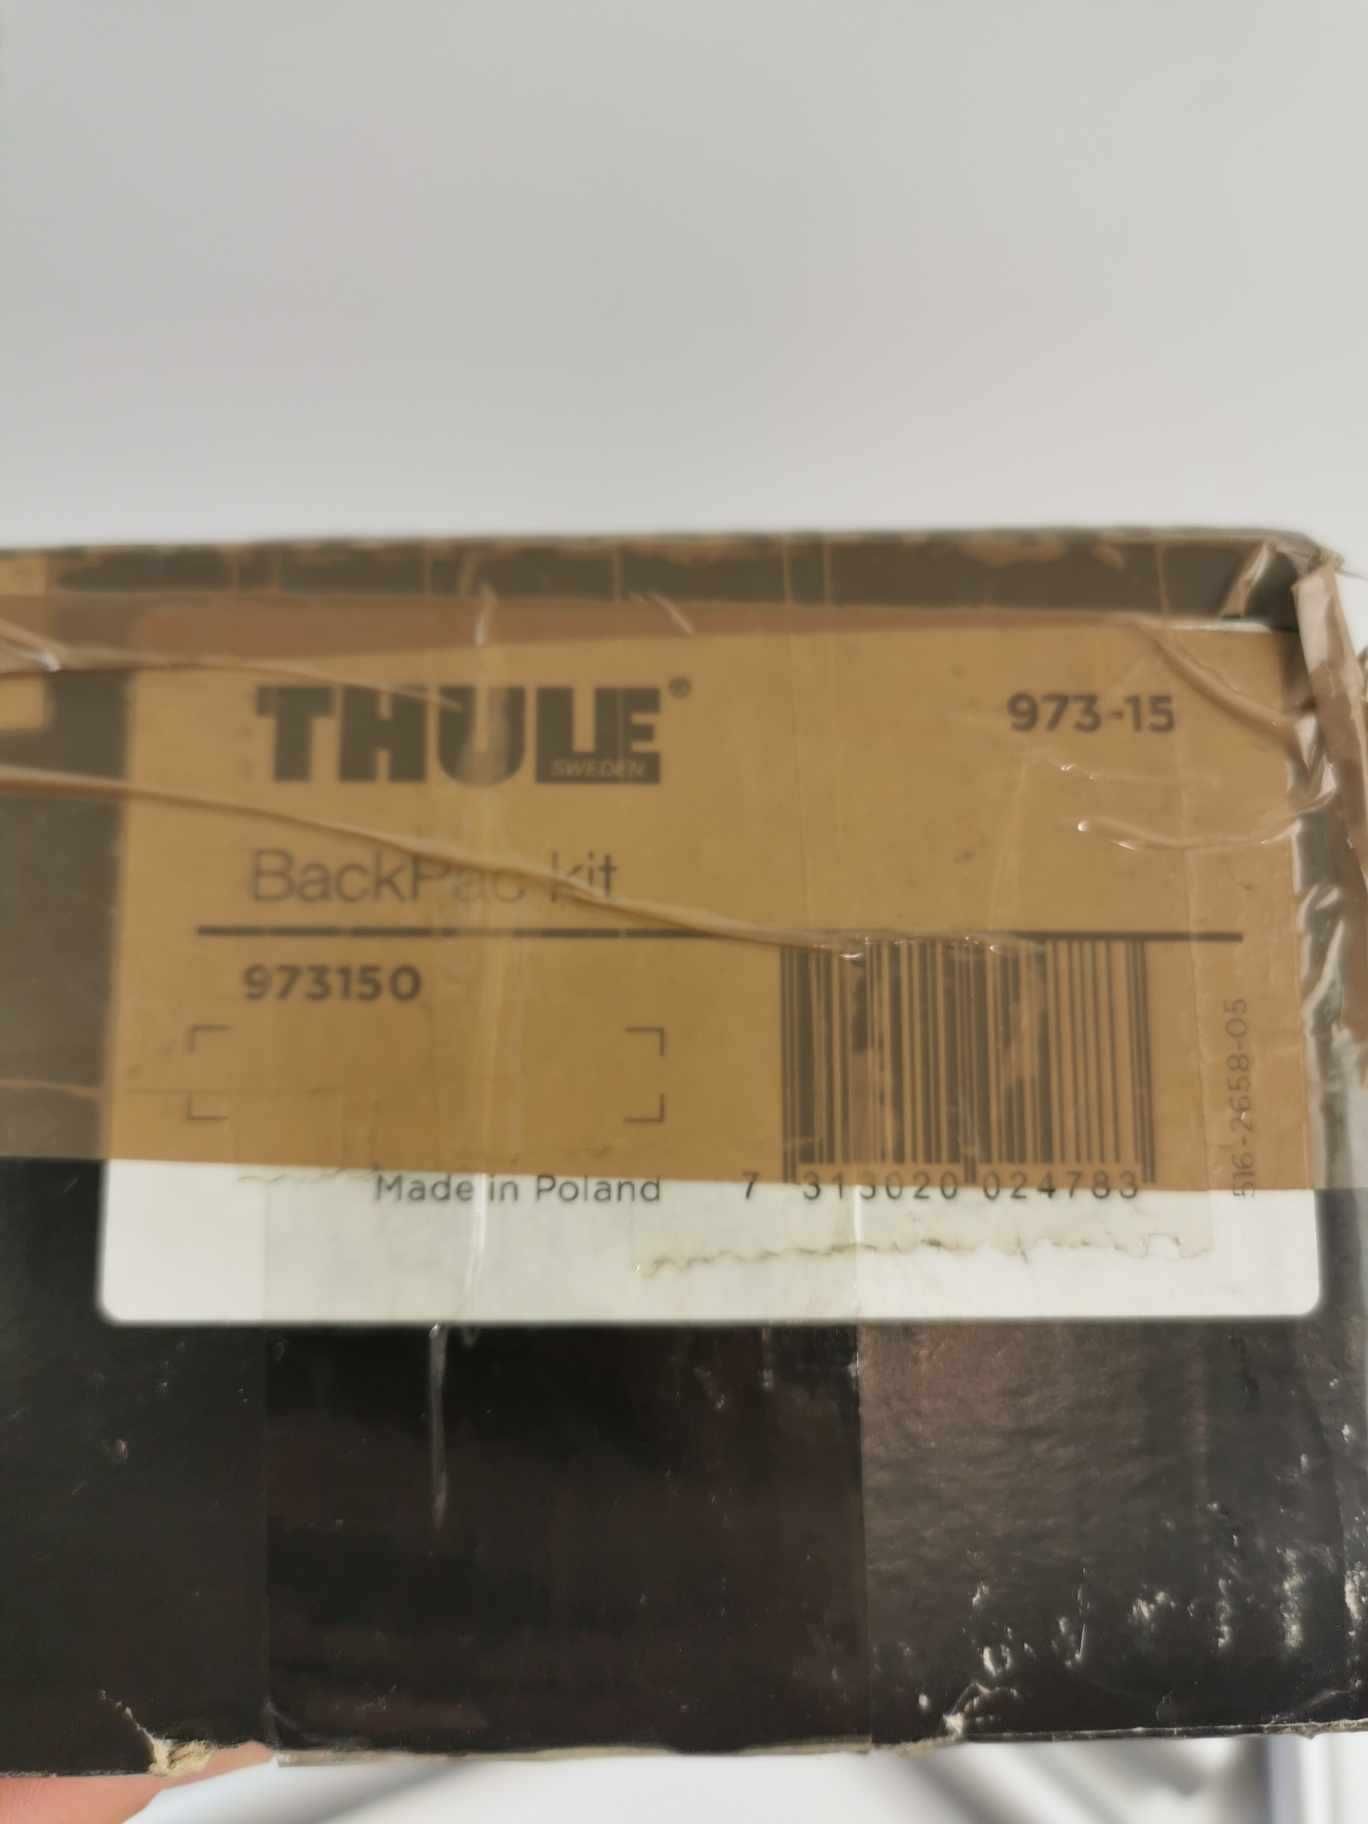 THULE®
SWEDEN
973-15
BackPac kit
973150
Made in Poland
7 313020 024783
516-2658-05